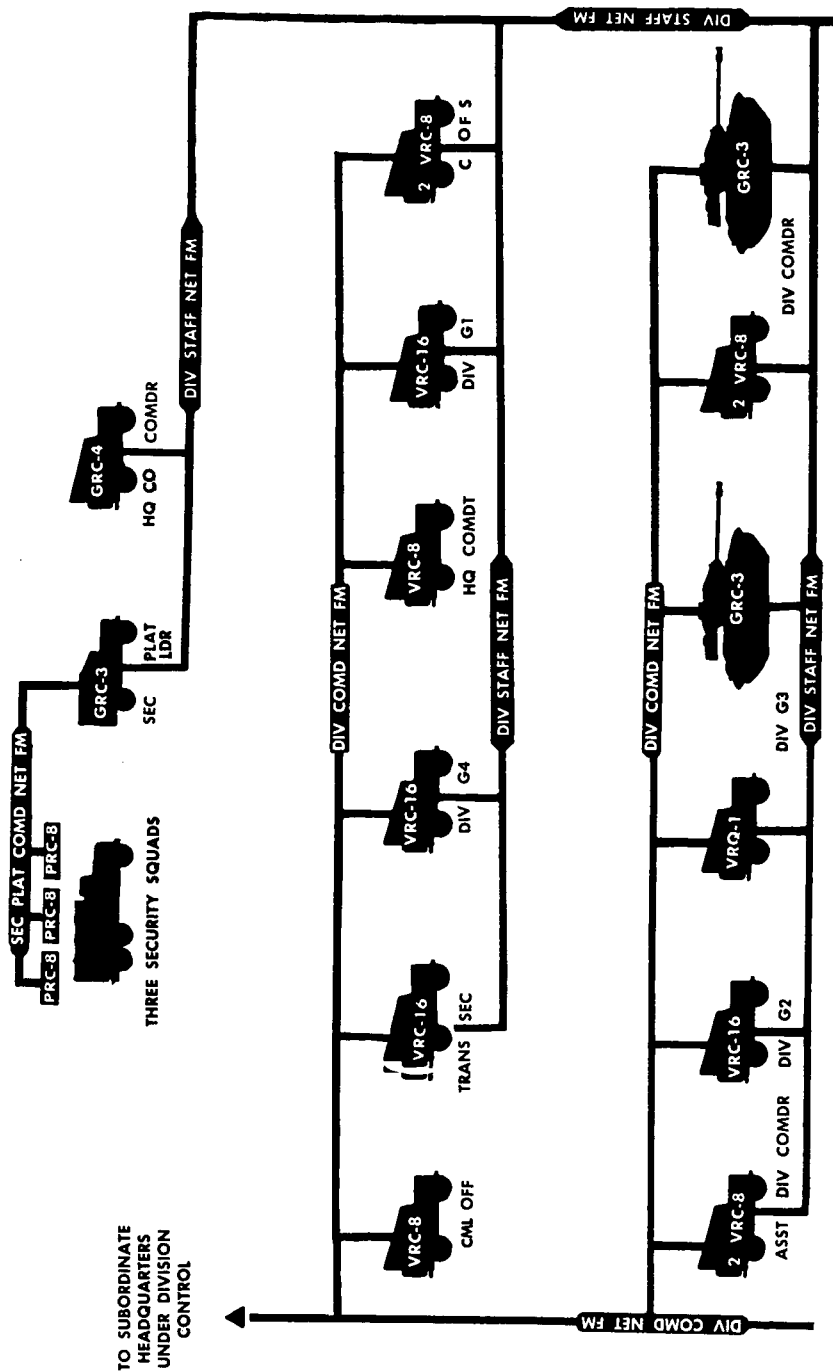 SEC PLAT COMD NET FM
PRC-8 PRC-8 PRC-8
THREE SECURITY SQUADS
GRC-3
SEC PLAT LDR
GRC-4
HQ CO COMDR
DIV STAFF NET FM
TO SUBORDINATE
HEADQUARTERS
UNDER DIVISION
CONTROL
DIV COMD NET FM
VRC-8
CML OFF
VRC-16
TRANS SEC
VRC-16
DIV G4
VRC-8
HQ COMDT
VRC-16
DIV G1
2 VRC-8
C OF S
DIV STAFF NET FM
DIV COMD NET FM
DIV STAFF NET FM
DIV COMD NET FM
2 VRC-8
ASST DIV COMDR
VRC-16
DIV G2
VRQ-1
GRC-3
DIV G3
2 VRC-8
GRC-3
DIV COMDR
DIV STAFF NET FM